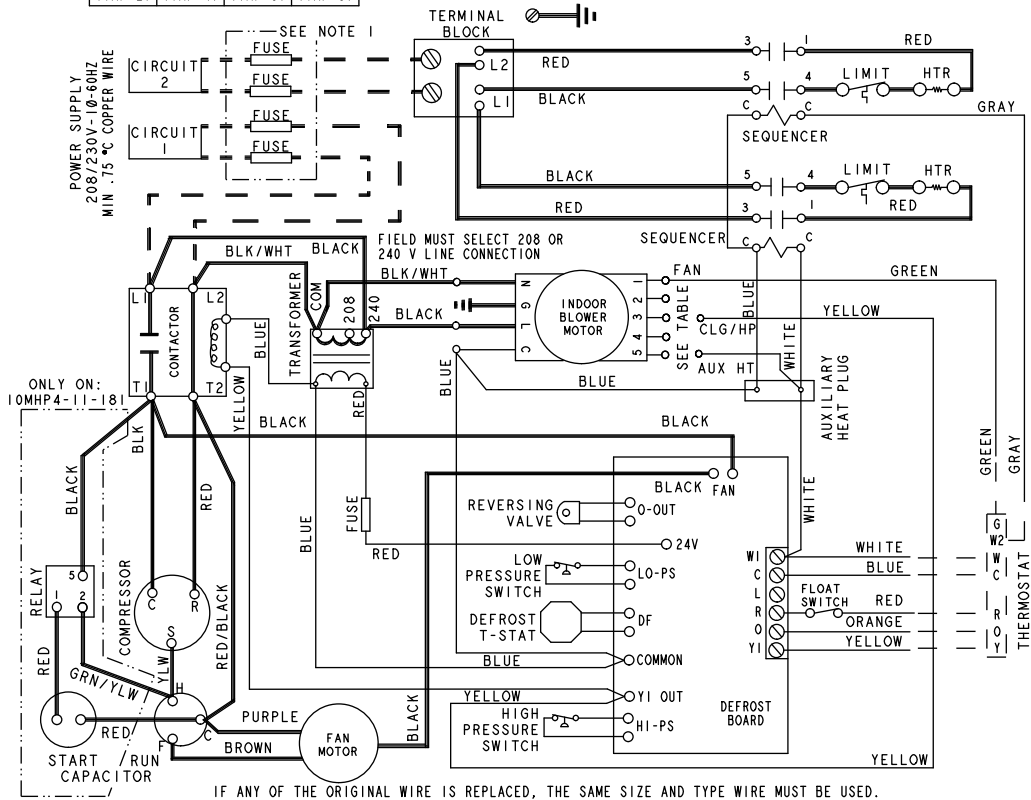 TERMINAL
BLOCK
SEE NOTE 1
FUSE
FUSE
FUSE
FUSE
CIRCUIT
2
CIRCUIT
1
POWER SUPPLY
208/230V-1Ø-60HZ
MIN .75 °C COPPER WIRE
L2
L1
RED
BLACK
3
1
RED
5
4
LIMIT
HTR
C
C
GRAY
SEQUENCER
BLACK
RED
5
4
LIMIT
HTR
3
1
RED
SEQUENCER
C
C
FIELD MUST SELECT 208 OR
240 V LINE CONNECTION
BLACK
BLK/WHT
BLK/WHT
BLACK
L1
L2
CONTACTOR
T1
T2
TRANSFORMER
COM
208
240
BLUE
YELLOW
RED
N
G
L
C
INDOOR
BLOWER
MOTOR
1
2
3
4
5
FAN
SEE TABLE
CLG/HP
AUX HT
GREEN
YELLOW
BLUE
WHITE
BLUE
BLUE
AUXILIARY
HEAT PLUG
ONLY ON:
10MHP4-11-181
BLK
BLACK
BLACK
BLACK
RED
RED/BLACK
BLUE
FUSE
RED
BLACK
FAN
REVERSING
VALVE
O-OUT
24V
LOW
PRESSURE
SWITCH
LO-PS
DEFROST
T-STAT
DF
BLUE
COMMON
YELLOW
Y1 OUT
HIGH
PRESSURE
SWITCH
HI-PS
DEFROST
BOARD
WHITE
W1
C
L
R
O
Y1
WHITE
BLUE
FLOAT
SWITCH
RED
ORANGE
YELLOW
GREEN
GRAY
G
W2
W
C
R
O
Y
THERMOSTAT
YELLOW
RELAY
5
1
2
COMPRESSOR
C
R
S
YLW
RED
GRN/YLW
H
C
F
RED
START
CAPACITOR
RUN
PURPLE
BROWN
FAN
MOTOR
BLACK
IF ANY OF THE ORIGINAL WIRE IS REPLACED, THE SAME SIZE AND TYPE WIRE MUST BE USED.